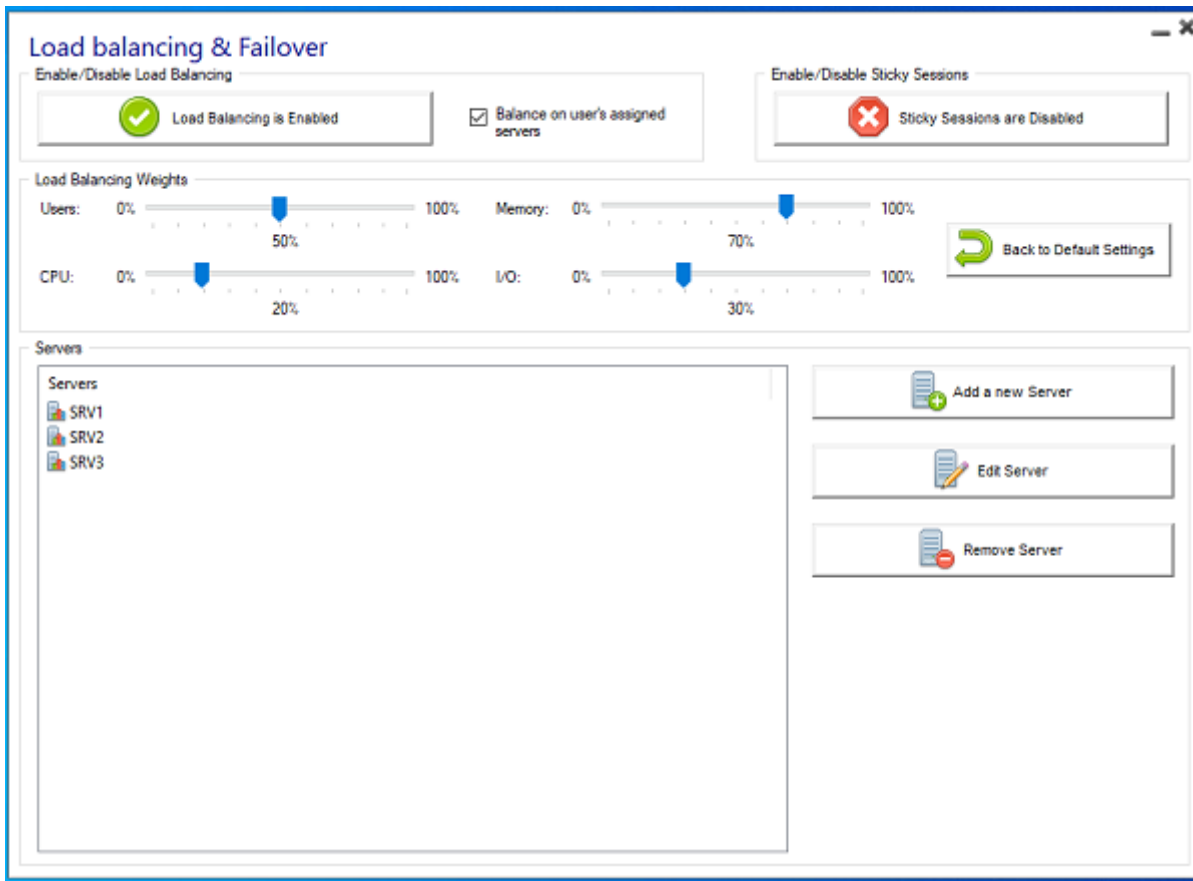 Load balancing & Failover
Enable/Disable Load Balancing
Enable/Disable Sticky Sessions
Load Balancing is Enabled
Balance on user's assigned
servers
Sticky Sessions are Disabled
Load Balancing Weights
Users: 0% 100% Memory: 0% 100%
50% 70%
Back to Default Settings
CPU: 0% 100% I/O: 0% 100%
20% 30%
Servers
Servers
SRV1
SRV2
SRV3
Add a new Server
Edit Server
Remove Server